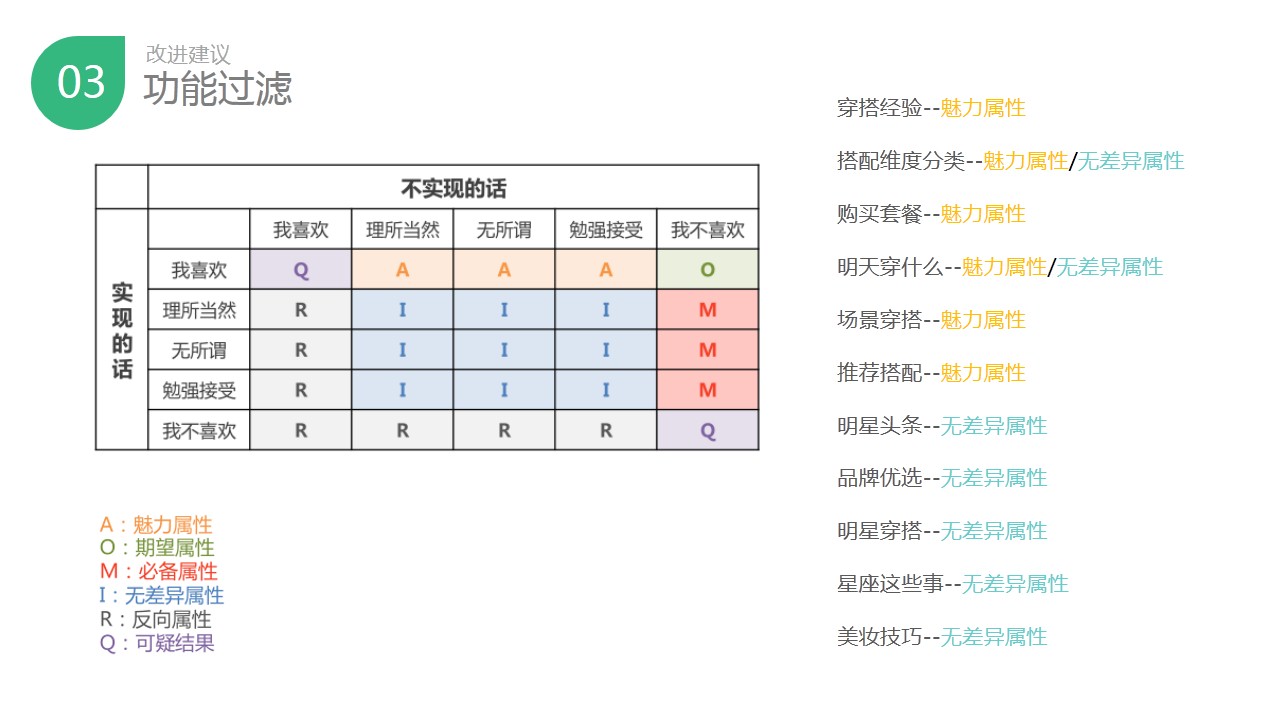 03
改进建议
功能过滤
不实现的话
我喜欢 理所当然 无所谓 勉强接受 我不喜欢
实现的话
我喜欢 Q A A A O
理所当然 R I I I M
无所谓 R I I I M
勉强接受 R I I I M
我不喜欢 R R R R Q
A：魅力属性
O：期望属性
M：必备属性
I：无差异属性
R：反向属性
Q：可疑结果
穿搭经验--魅力属性
搭配维度分类--魅力属性/无差异属性
购买套餐--魅力属性
明天穿什么--魅力属性/无差异属性
场景穿搭--魅力属性
推荐搭配--魅力属性
明星头条--无差异属性
品牌优选--无差异属性
明星穿搭--无差异属性
星座这些事--无差异属性
美妆技巧--无差异属性